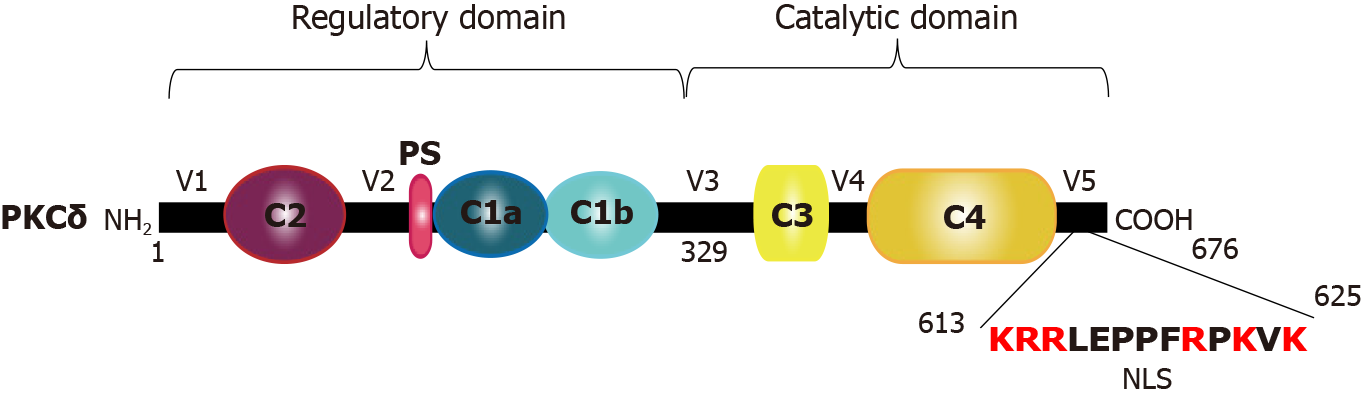 Regulatory domain
Catalytic domain
PS
V1
V2
V3
V4
V5
PKCδ
NH2
C2
C1a
C1b
C3
C4
COOH
1
329
676
625
613
KRRLEPPFRPKVK
NLS